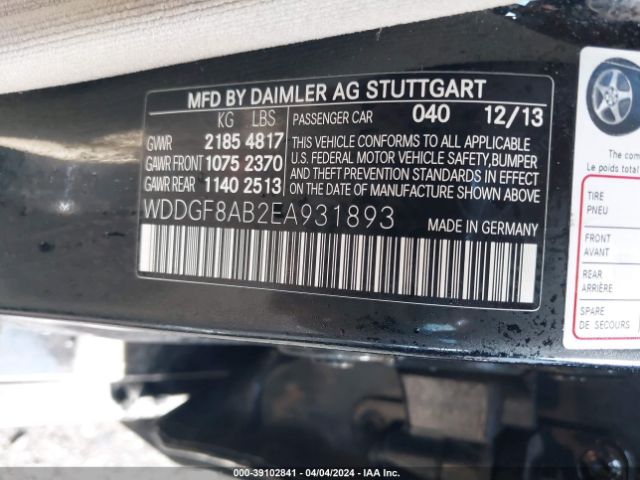 MFD BY DAIMLER AG STUTTGART
KG LBS
PASSENGER CAR 040 12/13
GVWR 2185 4817
GAWR FRONT 1075 2370
GAWR REAR 1140 2513
THIS VEHICLE CONFORMS TO ALL APPLICABLE
U.S. FEDERAL MOTOR VEHICLE SAFETY, BUMPER
AND THEFT PREVENTION STANDARDS IN EFFECT
ON THE DATE OF MANUFACTURE SHOWN ABOVE
WDDGF8AB2EA931893
MADE IN GERMANY
The com
Le poids total
TIRE
PNEU
FRONT
AVANT
REAR
ARRIÈRE
SPARE
DE SECOURS
000-39102841 - 04/04/2024 - IAA Inc.